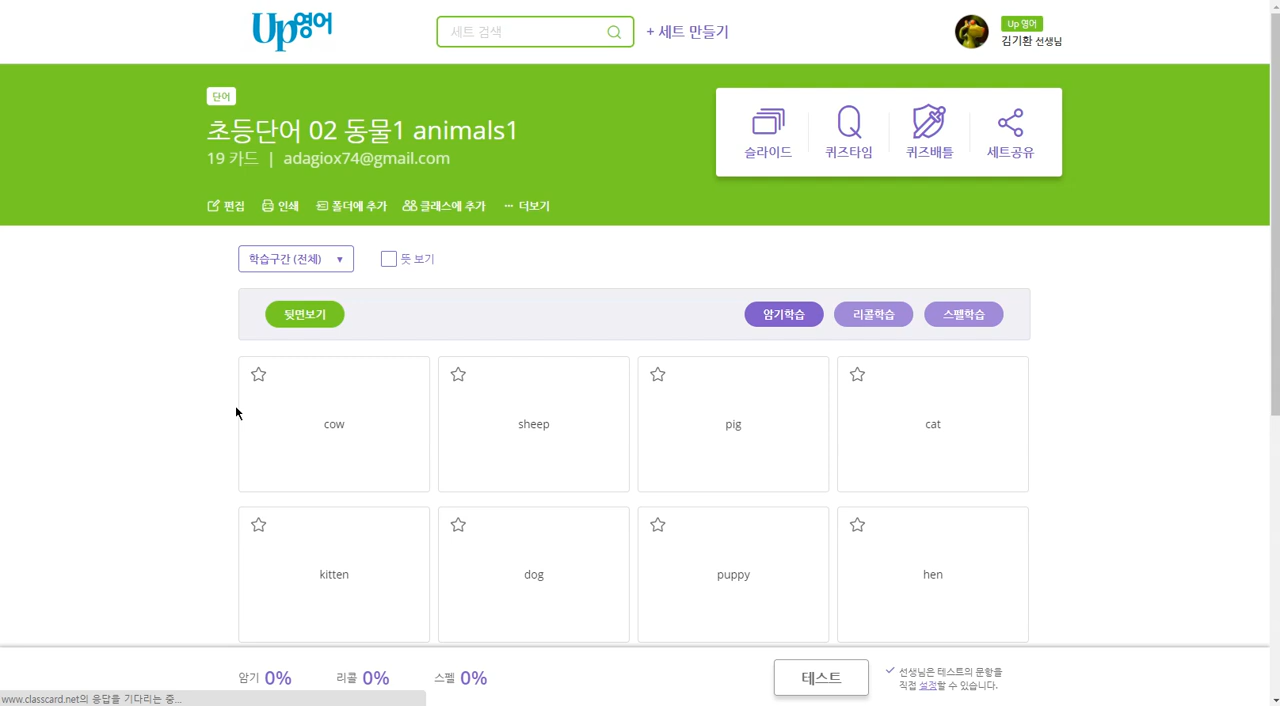 Up영어
세트 검색
+ 세트 만들기
Up 영어
김기환 선생님
단어
초등단어 02 동물1 animals1
19 카드 | adagiox74@gmail.com
슬라이드 퀴즈타임 퀴즈배틀 세트공유
편집 인쇄 폴더에 추가 클래스에 추가 ··· 더보기
학습구간 (전체) ▼ 뜻 보기
뒷면보기 암기학습 리콜학습 스펠학습
cow sheep pig cat
kitten dog puppy hen
암기 0% 리콜 0% 스펠 0%
테스트
선생님은 테스트의 문항을
직접 설정할 수 있습니다.
www.classcard.net의 응답을 기다리는 중...